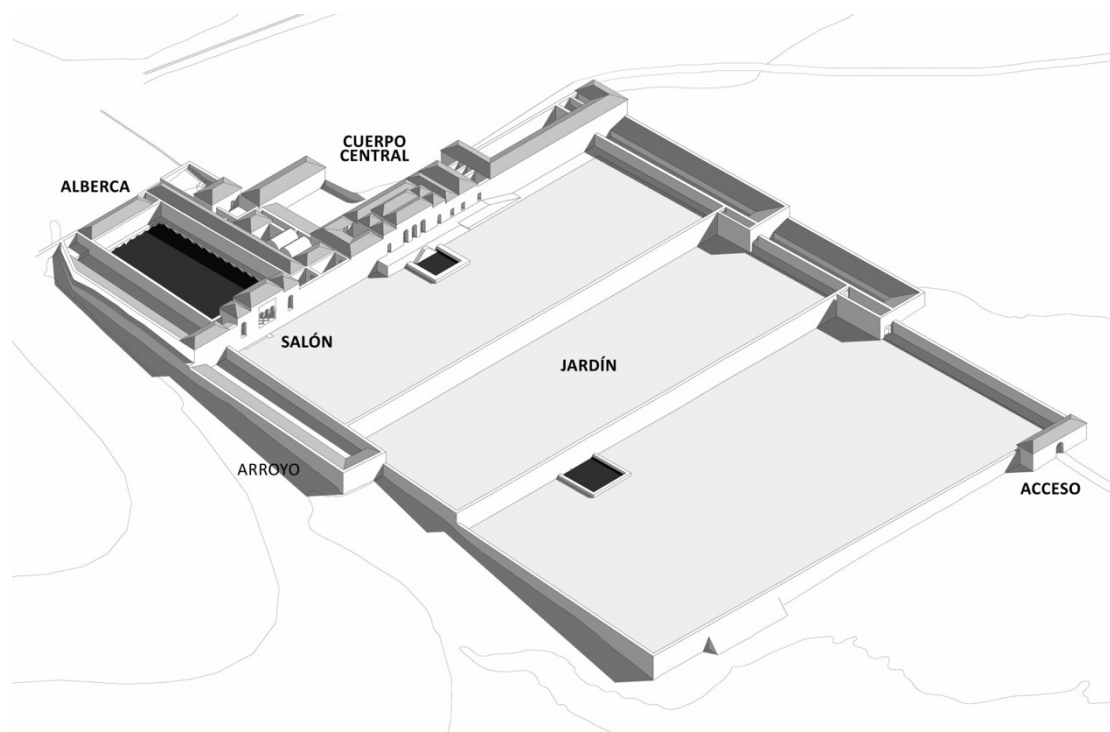 CUERPO
CENTRAL
ALBERCA
SALÓN
JARDÍN
ARROYO
ACCESO